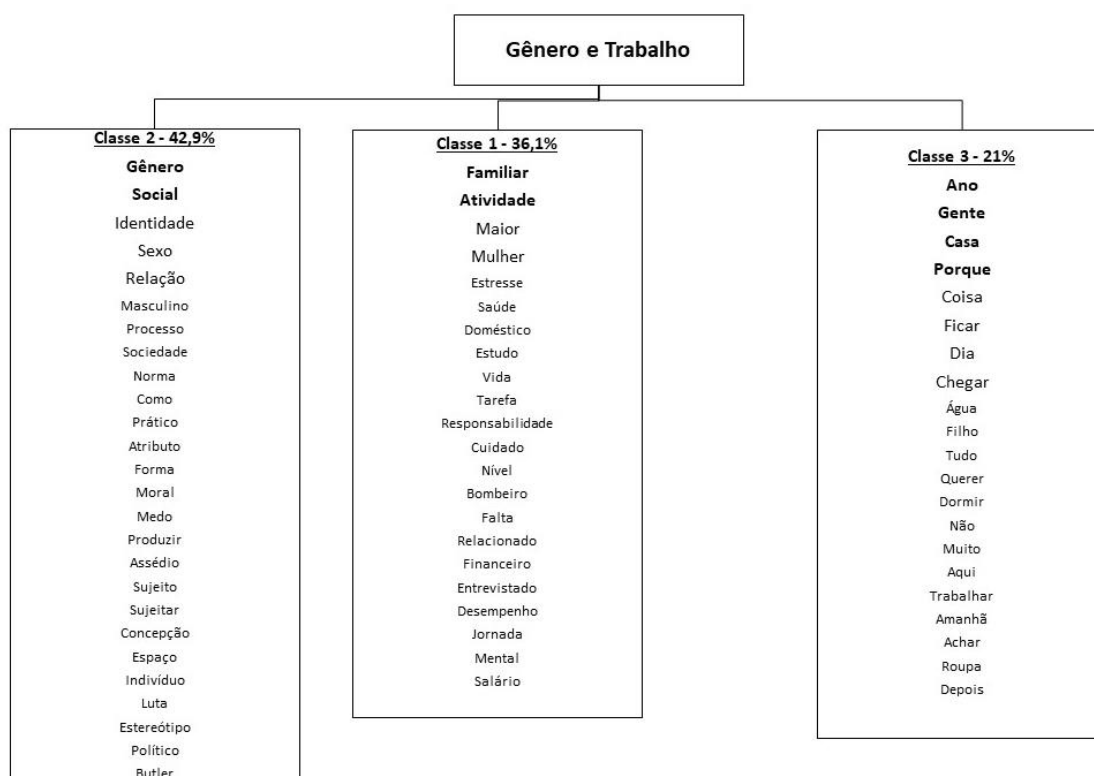 Gênero e Trabalho
Classe 2 - 42,9%
Gênero
Social
Identidade
Sexo
Relação
Masculino
Processo
Sociedade
Norma
Como
Prático
Atributo
Forma
Moral
Medo
Produzir
Assédio
Sujeito
Sujeitar
Concepção
Espaço
Indivíduo
Luta
Estereótipo
Político
Butler
Classe 1 - 36,1%
Familiar
Atividade
Maior
Mulher
Estresse
Saúde
Doméstico
Estudo
Vida
Tarefa
Responsabilidade
Cuidado
Nível
Bombeiro
Falta
Relacionado
Financeiro
Entrevistado
Desempenho
Jornada
Mental
Salário
Classe 3 - 21%
Ano
Gente
Casa
Porque
Coisa
Ficar
Dia
Chegar
Água
Filho
Tudo
Querer
Dormir
Não
Muito
Aqui
Trabalhar
Amanhã
Achar
Roupa
Depois